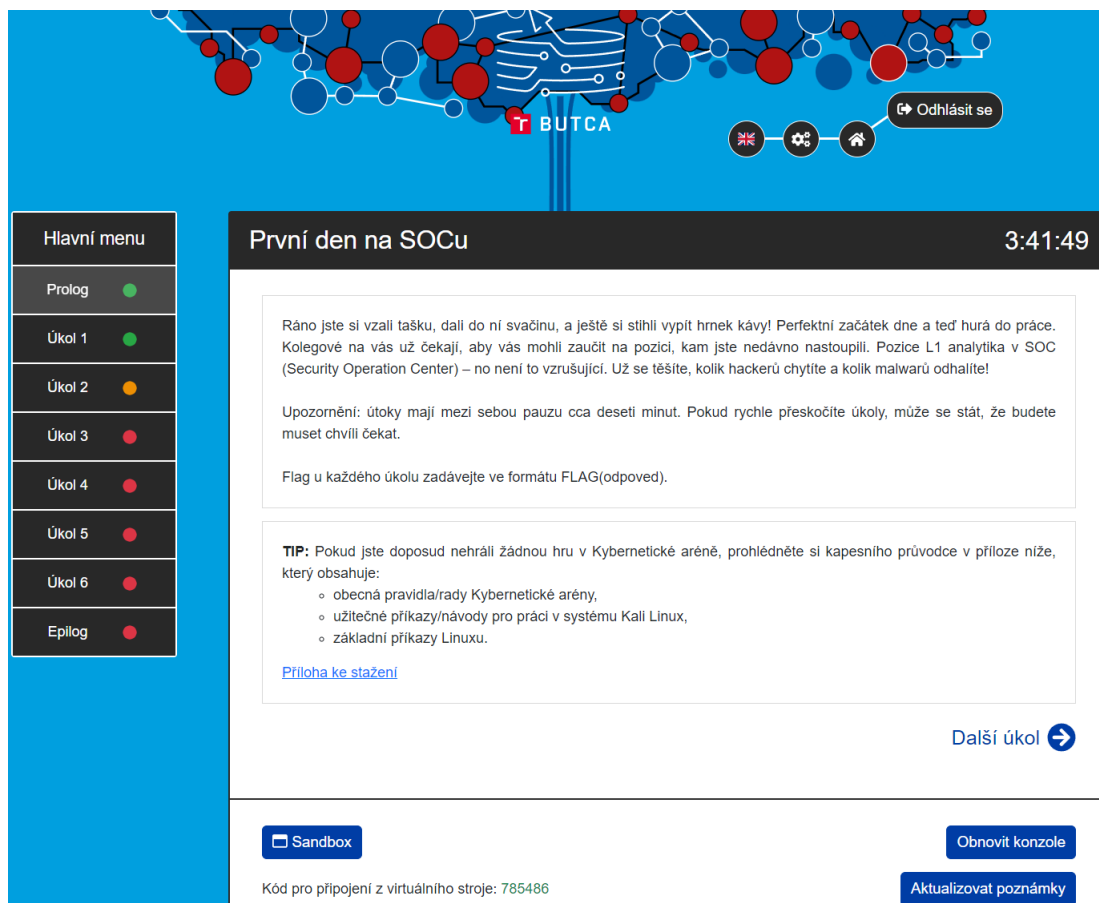 BUTCA
Odhlásit se
Hlavní menu
Prolog
Úkol 1
Úkol 2
Úkol 3
Úkol 4
Úkol 5
Úkol 6
Epilog
První den na SOCu
3:41:49
Ráno jste si vzali tašku, dali do ní svačinu, a ještě si stihli vypít hrnek kávy! Perfektní začátek dne a teď hurá do práce.
Kolegové na vás už čekají, aby vás mohli zaučit na pozici, kam jste nedávno nastoupili. Pozice L1 analytika v SOC
(Security Operation Center) – no není to vzrušující. Už se těšíte, kolik hackerů chytíte a kolik malwarů odhalíte!
Upozornění: útoky mají mezi sebou pauzu cca deseti minut. Pokud rychle přeskočíte úkoly, může se stát, že budete
muset chvíli čekat.
Flag u každého úkolu zadávejte ve formátu FLAG(odpoved).
TIP: Pokud jste doposud nehráli žádnou hru v Kybernetické aréně, prohlédněte si kapesního průvodce v příloze níže,
který obsahuje:
◦ obecná pravidla/rady Kybernetické arény,
◦ užitečné příkazy/návody pro práci v systému Kali Linux,
◦ základní příkazy Linuxu.
Příloha ke stažení
Další úkol
Sandbox
Obnovit konzole
Kód pro připojení z virtuálního stroje: 785486
Aktualizovat poznámky